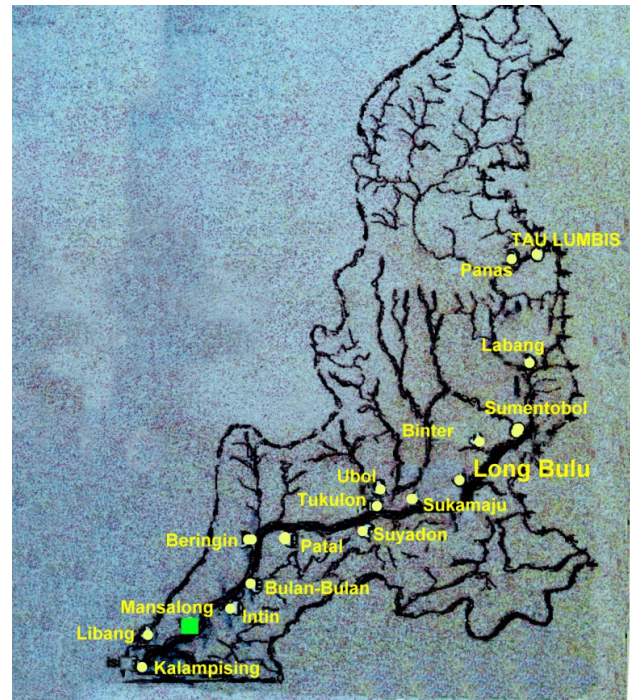 TAU LUMBIS
Panas
Labang
Sumentobol
Binter
Long Bulu
Ubol
Tukulon
Sukamaju
Suyadon
Beringin
Patal
Bulan-Bulan
Mansalong
Intin
Libang
Kalampising